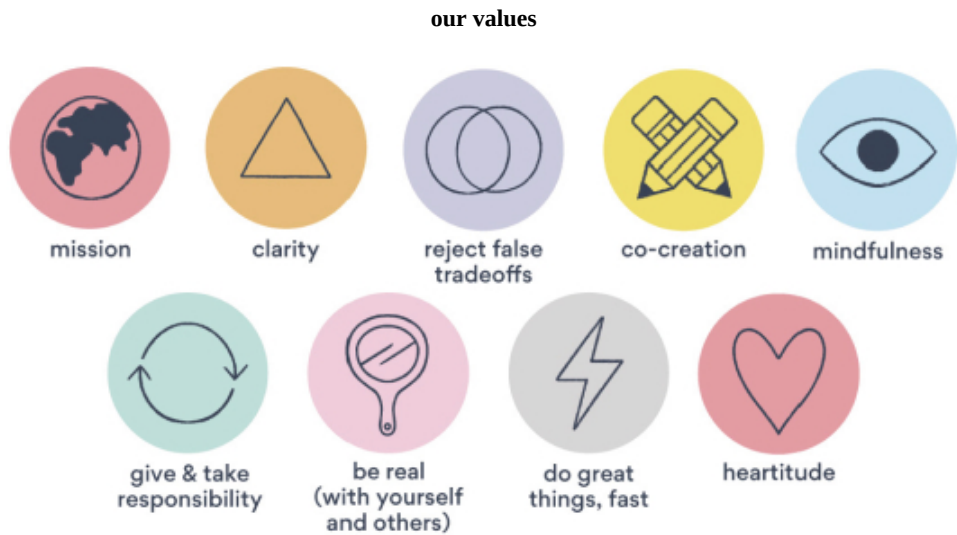 our values
mission
clarity
reject false
tradeoffs
co-creation
mindfulness
give & take
responsibility
be real
(with yourself
and others)
do great
things, fast
heartitude